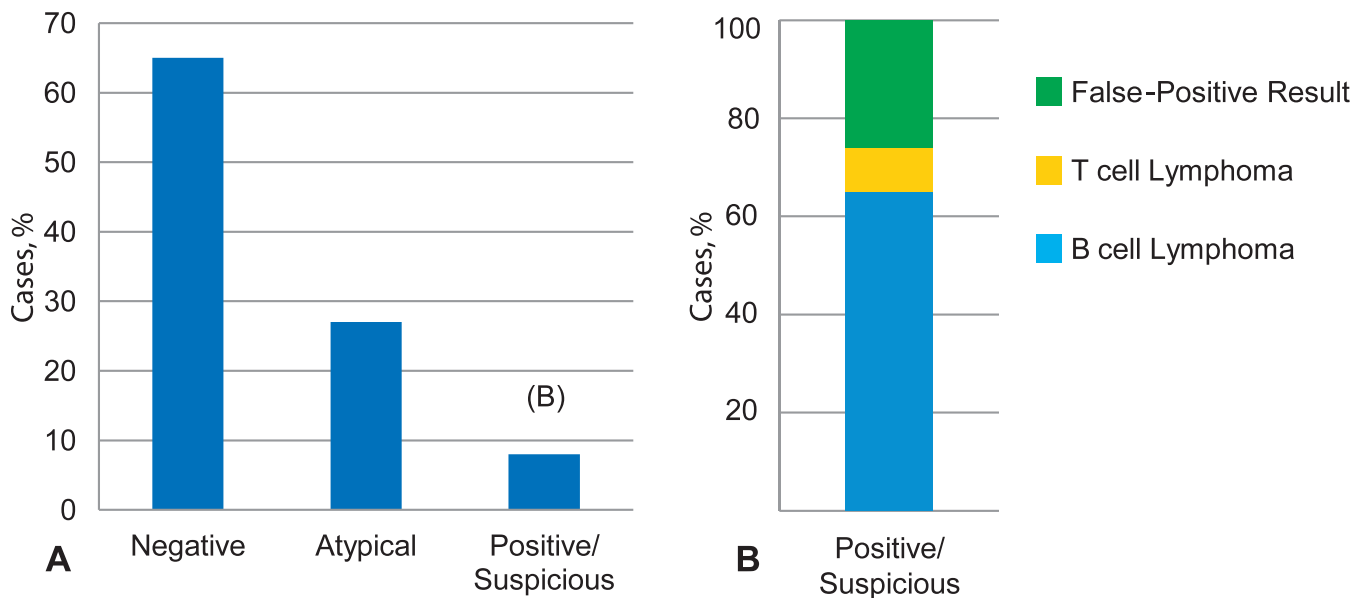 70
60
50
40
30
20
10
0
Cases, %
(B)
Negative
Atypical
Positive/
Suspicious
A
100
80
60
40
20
Cases, %
Positive/
Suspicious
B
False-Positive Result
T cell Lymphoma
B cell Lymphoma